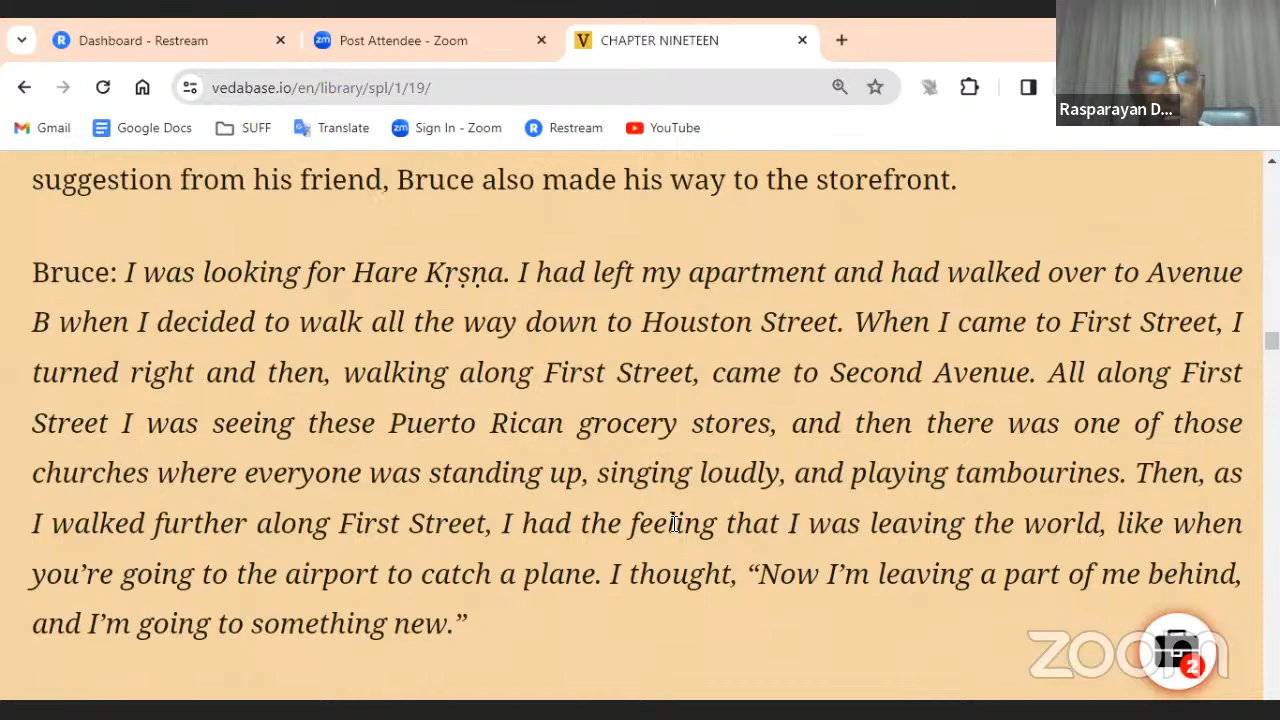 Dashboard - Restream
Post Attendee - Zoom
CHAPTER NINETEEN
vedabase.io/en/library/spl/1/19/
Rasparayan D...
Gmail
Google Docs
SUFF
Translate
Sign In - Zoom
Restream
YouTube
suggestion from his friend, Bruce also made his way to the storefront.
Bruce: I was looking for Hare Kṛṣṇa. I had left my apartment and had walked over to Avenue
B when I decided to walk all the way down to Houston Street. When I came to First Street, I
turned right and then, walking along First Street, came to Second Avenue. All along First
Street I was seeing these Puerto Rican grocery stores, and then there was one of those
churches where everyone was standing up, singing loudly, and playing tambourines. Then, as
I walked further along First Street, I had the feeling that I was leaving the world, like when
you’re going to the airport to catch a plane. I thought, “Now I’m leaving a part of me behind,
and I’m going to something new.”
zoom
2